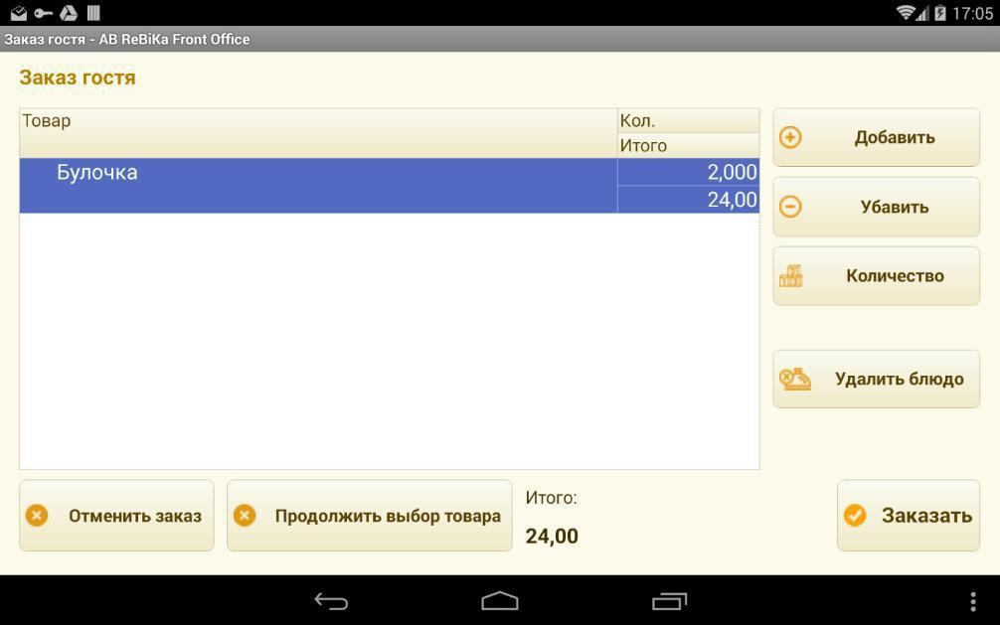 17:05
Заказ гостя - AB ReBiKa Front Office
Заказ гостя
Товар
Кол.
Итого
Булочка
2,000
24,00
Добавить
Убавить
Количество
Удалить блюдо
Отменить заказ
Продолжить выбор товара
Итого:
24,00
Заказать